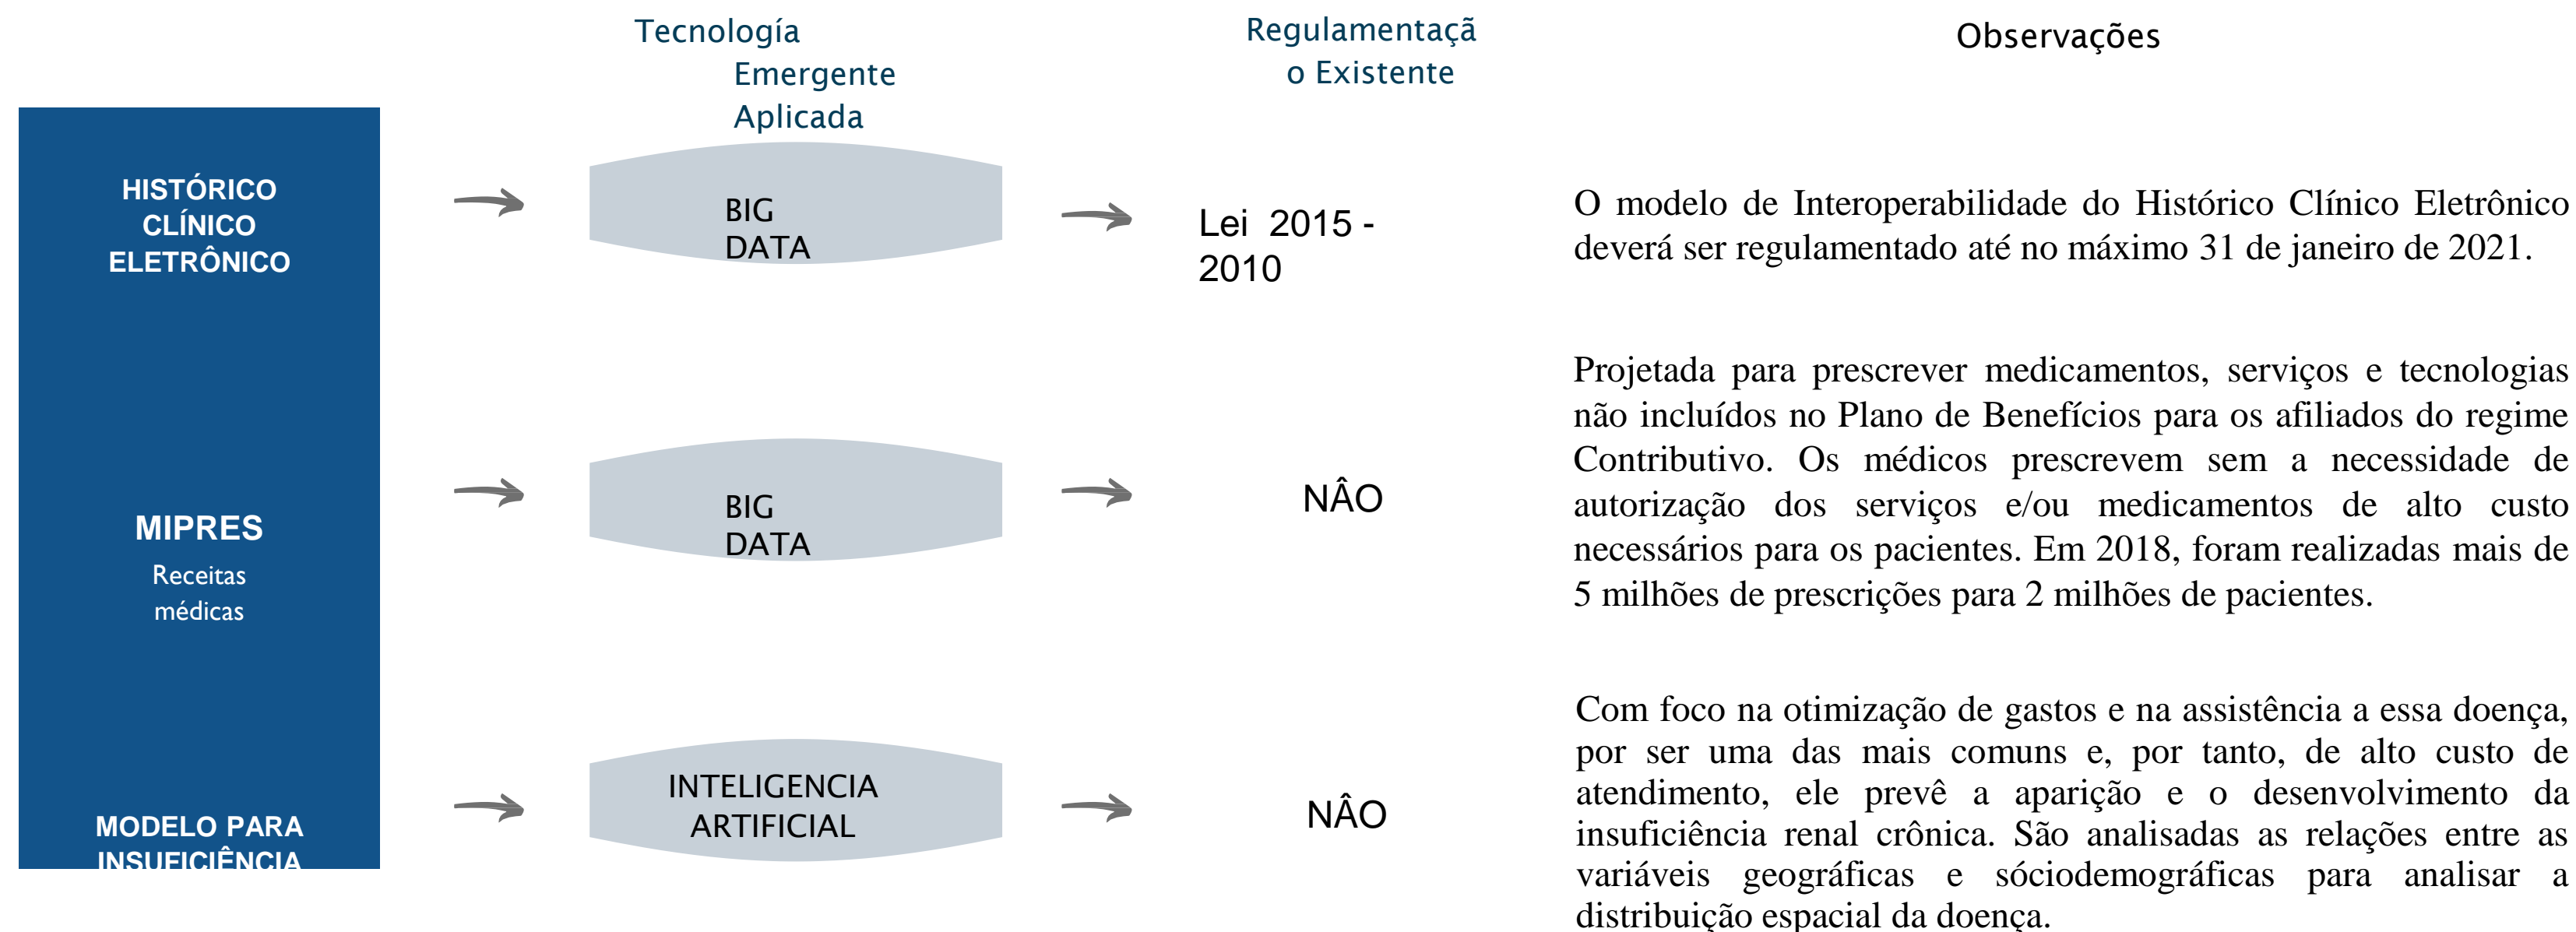 Tecnología
Emergente
Aplicada
Regulamentaçã
o Existente
Observações
HISTÓRICO
CLÍNICO
ELETRÔNICO
BIG
DATA
Lei 2015 -
2010
O modelo de Interoperabilidade do Histórico Clínico Eletrônico
deverá ser regulamentado até no máximo 31 de janeiro de 2021.
MIPRES
Receitas
médicas
BIG
DATA
NÂO
Projetada para prescrever medicamentos, serviços e tecnologias
não incluídos no Plano de Benefícios para os afiliados do regime
Contributivo. Os médicos prescrevem sem a necessidade de
autorização dos serviços e/ou medicamentos de alto custo
necessários para os pacientes. Em 2018, foram realizadas mais de
5 milhões de prescrições para 2 milhões de pacientes.
MODELO PARA
INSUFICIÊNCIA
INTELIGENCIA
ARTIFICIAL
NÂO
Com foco na otimização de gastos e na assistência a essa doença,
por ser uma das mais comuns e, por tanto, de alto custo de
atendimento, ele prevê a aparição e o desenvolvimento da
insuficiência renal crônica. São analisadas as relações entre as
variáveis geográficas e sóciodemográficas para analisar a
distribuição espacial da doença.